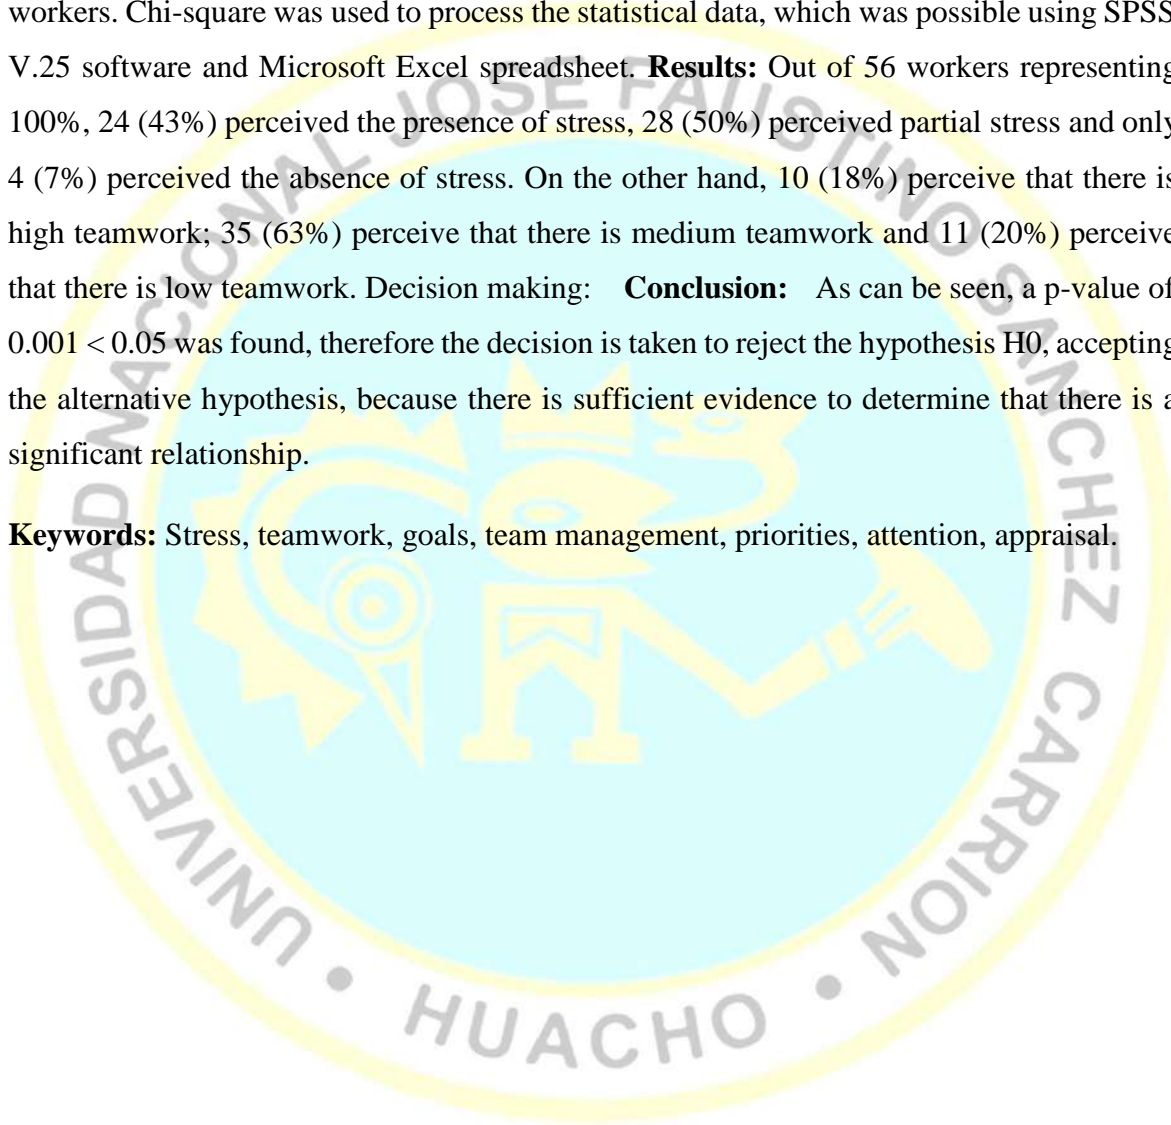 workers. Chi-square was used to process the statistical data, which was possible using SPSS
V.25 software and Microsoft Excel spreadsheet. Results: Out of 56 workers representing
100%, 24 (43%) perceived the presence of stress, 28 (50%) perceived partial stress and only
4 (7%) perceived the absence of stress. On the other hand, 10 (18%) perceive that there is
high teamwork; 35 (63%) perceive that there is medium teamwork and 11 (20%) perceive
that there is low teamwork. Decision making: Conclusion: As can be seen, a p-value of
0.001 < 0.05 was found, therefore the decision is taken to reject the hypothesis H0, accepting
the alternative hypothesis, because there is sufficient evidence to determine that there is a
significant relationship.
Keywords: Stress, teamwork, goals, team management, priorities, attention, appraisal.
UNIVERSIDAD NACIONAL JOSE FAUSTINO SANCHEZ CARRION
• HUACHO •